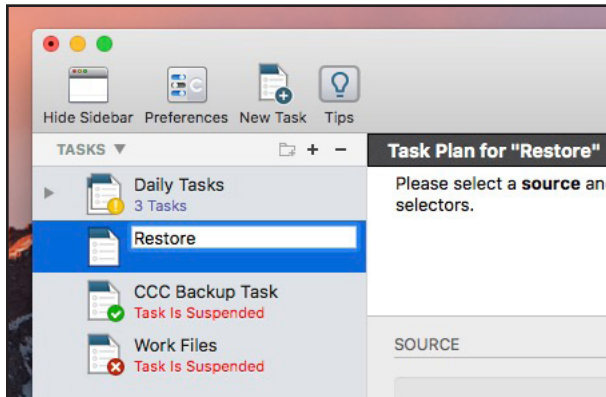 Hide Sidebar Preferences New Task Tips
TASKS ▼
Task Plan for "Restore"
Daily Tasks
3 Tasks
Please select a source and
selectors.
Restore
CCC Backup Task
Task Is Suspended
Work Files
Task Is Suspended
SOURCE